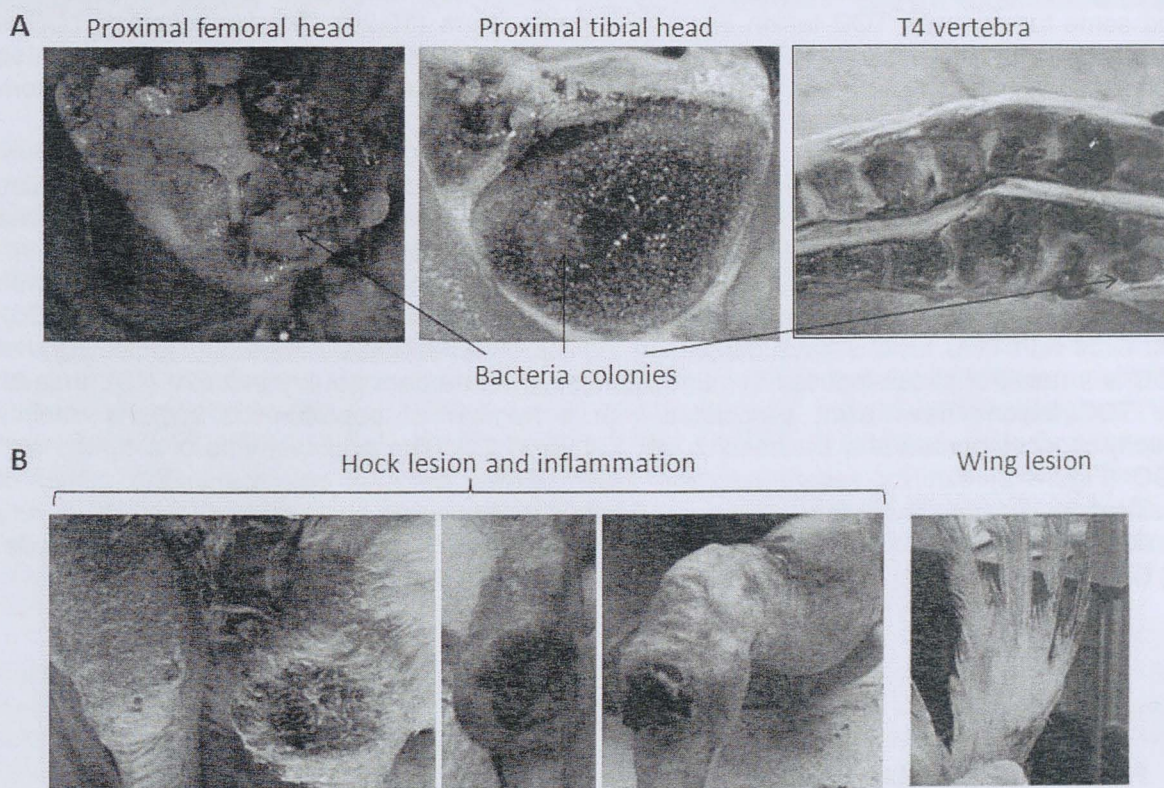 A
Proximal femoral head
Proximal tibial head
T4 vertebra
Bacteria colonies
B
Hock lesion and inflammation
Wing lesion